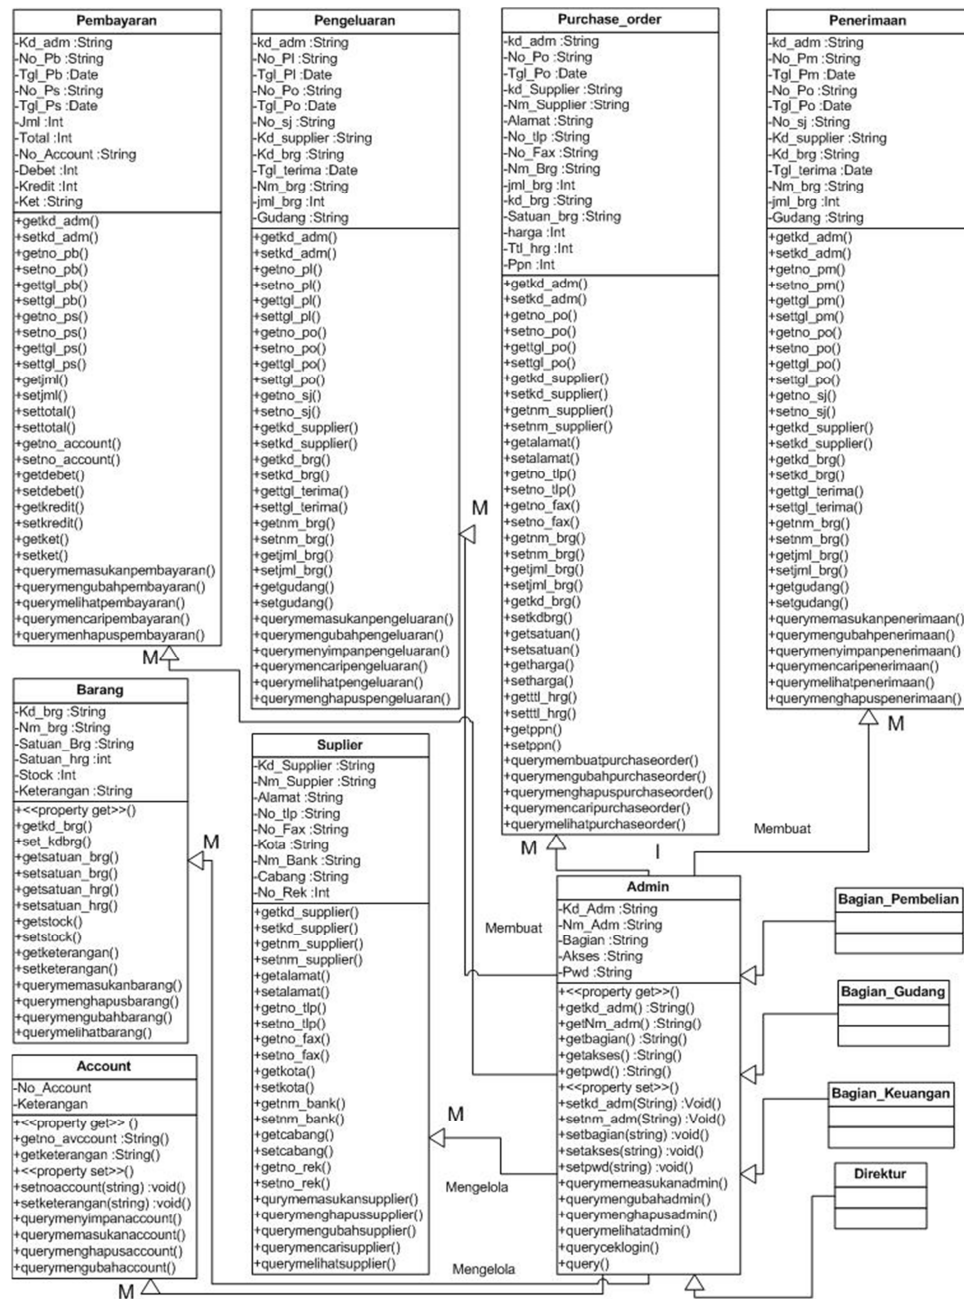 Pembayaran
-Kd_adm :String
-No_Pb :String
-Tgl_Pb :Date
-No_Ps :String
-Tgl_Ps :Date
-Jml :Int
-Total :Int
-No_Account :String
-Debet :Int
-Kredit :Int
-Ket :String
+getkd_adm()
+setkd_adm()
+getno_pb()
+setno_pb()
+gettgl_pb()
+settgl_pb()
+getno_ps()
+setno_ps()
+gettgl_ps()
+settgl_ps()
+getjml()
+setjml()
+settotal()
+settotal()
+getno_account()
+setno_account()
+getdebet()
+setdebet()
+getkredit()
+setkredit()
+getket()
+setket()
+querymemasukanpembayaran()
+querymengubahpembayaran()
+querymelihatpembayaran()
+querymencaripembayaran()
+querymenhapuspembayaran()
M
Pengeluaran
-kd_adm :String
-No_Pl :String
-Tgl_Pl :Date
-No_Po :String
-Tgl_Po :Date
-No_sj :String
-Kd_supplier :String
-Kd_brg :String
-Tgl_terima :Date
-Nm_brg :String
-jml_brg :Int
-Gudang :String
+getkd_adm()
+setkd_adm()
+getno_pl()
+setno_pl()
+gettgl_pl()
+settgl_pl()
+getno_po()
+setno_po()
+gettgl_po()
+settgl_po()
+getno_sj()
+setno_sj()
+getkd_supplier()
+setkd_supplier()
+getkd_brg()
+setkd_brg()
+gettgl_terima()
+settgl_terima()
+getnm_brg()
+setnm_brg()
+getjml_brg()
+setjml_brg()
+getgudang()
+setgudang()
+querymemasukanpengeluaran()
+querymengubahpengeluaran()
+querymenyimpanpengeluaran()
+querymencaripengeluaran()
+querymelihatpengeluaran()
+querymenghapuspengeluaran()
M
Purchase_order
-kd_adm :String
-No_Po :String
-Tgl_Po :Date
-kd_Supplier :String
-Nm_Supplier :String
-Alamat :String
-No_tlp :String
-No_Fax :String
-Nm_Brg :String
-jml_brg :Int
-kd_brg :String
-Satuan_brg :String
-harga :Int
-Ttl_hrg :Int
-Ppn :Int
+getkd_adm()
+setkd_adm()
+getno_po()
+setno_po()
+gettgl_po()
+settgl_po()
+getkd_supplier()
+setkd_supplier()
+getnm_supplier()
+setnm_supplier()
+getalamat()
+setalamat()
+getno_tlp()
+setno_tlp()
+getno_fax()
+setno_fax()
+getnm_brg()
+setnm_brg()
+getjml_brg()
+setjml_brg()
+getkd_brg()
+setkdbrg()
+getsatuan()
+setsatuan()
+getharga()
+setharga()
+getttl_hrg()
+setttl_hrg()
+getppn()
+setppn()
+querymembuatpurchaseorder()
+querymengubahpurchaseorder()
+querymenghapuspurchaseorder()
+querymencaripurchaseorder()
+querymelihatpurchaseorder()
M
I
Membuat
Penerimaan
-kd_adm :String
-No_Pm :String
-Tgl_Pm :Date
-No_Po :String
-Tgl_Po :Date
-No_sj :String
-Kd_supplier :String
-Kd_brg :String
-Tgl_terima :Date
-Nm_brg :String
-jml_brg :Int
-Gudang :String
+getkd_adm()
+setkd_adm()
+getno_pm()
+setno_pm()
+gettgl_pm()
+settgl_pm()
+getno_po()
+setno_po()
+gettgl_po()
+settgl_po()
+getno_sj()
+setno_sj()
+getkd_supplier()
+setkd_supplier()
+getkd_brg()
+setkd_brg()
+gettgl_terima()
+settgl_terima()
+getnm_brg()
+setnm_brg()
+getjml_brg()
+setjml_brg()
+getgudang()
+setgudang()
+querymemasukanpenerimaan()
+querymengubahpenerimaan()
+querymenyimpanpenerimaan()
+querymencaripenerimaan()
+querymelihatpenerimaan()
+querymenghapuspenerimaan()
M
Barang
-Kd_brg :String
-Nm_brg :String
-Satuan_Brg :String
-Satuan_hrg :int
-Stock :Int
-Keterangan :String
+<<property get>>()
+getkd_brg()
+set_kdbrg()
+getsatuan_brg()
+setsatuan_brg()
+getsatuan_hrg()
+setsatuan_hrg()
+getstock()
+setstock()
+getketerangan()
+setketerangan()
+querymemasukanbarang()
+querymenghapusbarang()
+querymengubahbarang()
+querymelihatbarang()
M
Suplier
-Kd_Supplier :String
-Nm_Suppier :String
-Alamat :String
-No_tlp :String
-No_Fax :String
-Kota :String
-Nm_Bank :String
-Cabang :String
-No_Rek :Int
+getkd_supplier()
+setkd_supplier()
+getnm_supplier()
+setnm_supplier()
+getalamat()
+setalamat()
+getno_tlp()
+setno_tlp()
+getno_fax()
+setno_fax()
+getkota()
+setkota()
+getnm_bank()
+setnm_bank()
+getcabang()
+setcabang()
+getno_rek()
+setno_rek()
+qurymemasukansupplier()
+querymenghapussupplier()
+querymengubahsupplier()
+querymencarisupplier()
+querymelihatsupplier()
M
Membuat
Mengelola
Mengelola
Admin
-Kd_Adm :String
-Nm_Adm :String
-Bagian :String
-Akses :String
-Pwd :String
+<<property get>>()
+getkd_adm() :String()
+getNm_adm() :String()
+getbagian() :String()
+getakses() :String()
+getpwd() :String()
+<<property set>>()
+setkd_adm(String) :Void()
+setnm_adm(String) :Void()
+setbagian(string) :void()
+setakses(string) :void()
+setpwd(string) :void()
+querymemeasukanadmin()
+querymengubahadmin()
+querymenghapusadmin()
+querymelihatadmin()
+queryceklogin()
+query()
Bagian_Pembelian
Bagian_Gudang
Bagian_Keuangan
Direktur
Account
-No_Account
-Keterangan
+<<property get>>()
+getno_avccount :String()
+getketerangan :String()
+<<property set>>()
+setnoaccount(string) :void()
+setketerangan(string) :void()
+querymenyimpanaccount()
+querymemasukanaccount()
+querymenghapusaccount()
+querymengubahaccount()
M